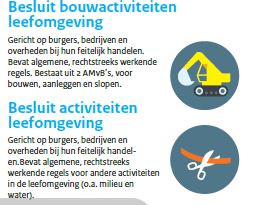 Besluit bouwactiviteiten
leefomgeving
Gericht op burgers, bedrijven en
overheden bij hun feitelijk handelen.
Bevat algemene, rechtstreeks werkende
regels. Bestaat uit 2 AMvB's, voor
bouwen, aanleggen en slopen.
Besluit activiteiten
leefomgeving
Gericht op burgers, bedrijven en
overheden bij hun feitelijk handel-
en.Bevat algemene, rechtstreeks
werkende regels voor andere activiteiten
in de leefomgeving (o.a. milieu en
water).